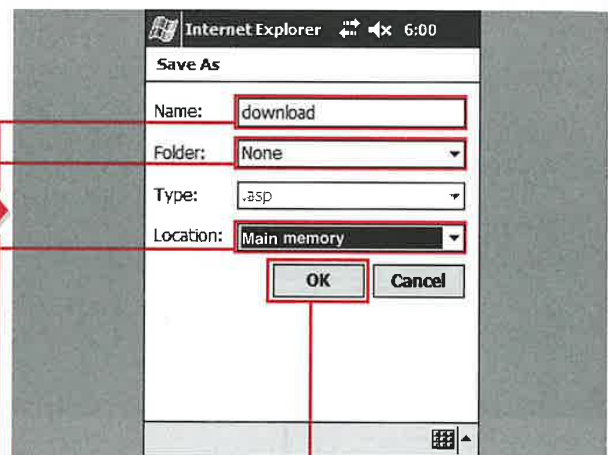 Internet Explorer 6:00
Save As
Name: download
Folder: None
Type: .asp
Location: Main memory
OK Cancel